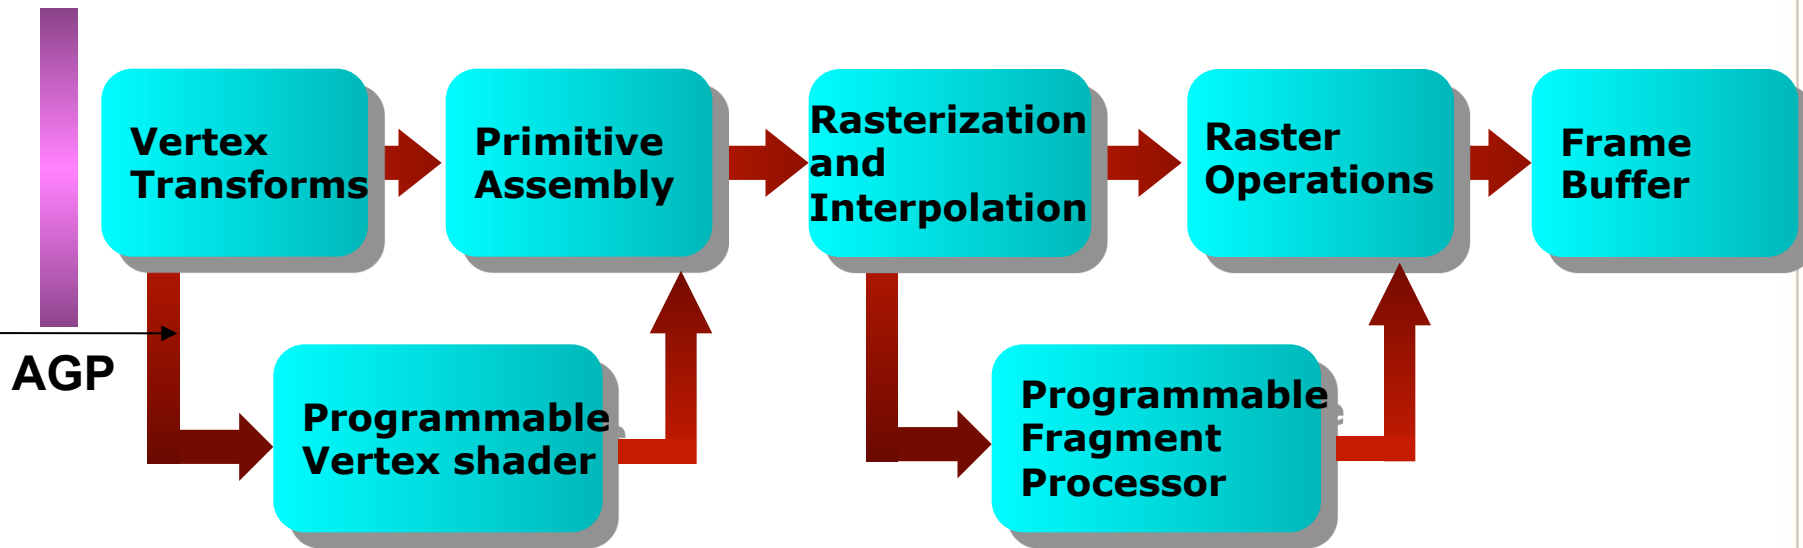 Vertex
Transforms
Primitive
Assembly
Rasterization
and
Interpolation
Raster
Operations
Frame
Buffer
AGP
Programmable
Vertex shader
Programmable
Fragment
Processor